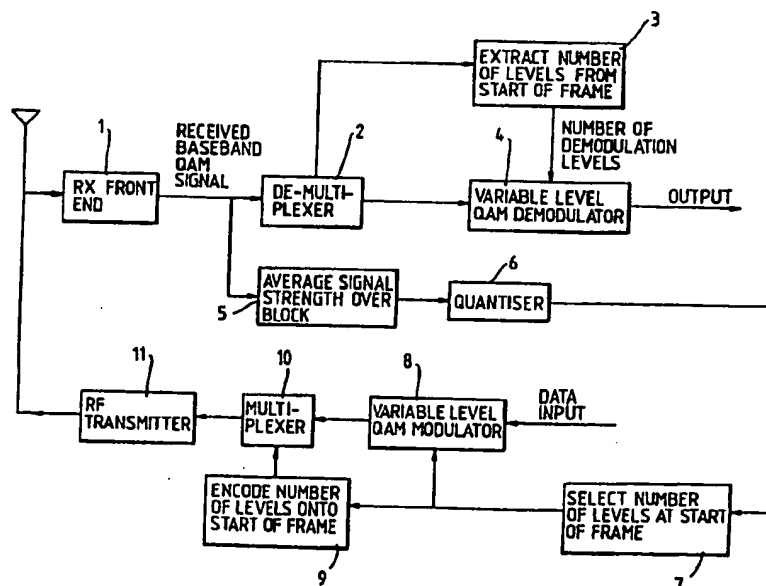 3
EXTRACT NUMBER
OF LEVELS FROM
START OF FRAME
1
RECEIVED
BASEBAND
QAM
SIGNAL
2
4
NUMBER OF
DEMODULATION
LEVELS
RX FRONT
END
DE-MULTI-
PLEXER
VARIABLE LEVEL
QAM DEMODULATOR
OUTPUT
6
AVERAGE SIGNAL
STRENGTH OVER
BLOCK
5
QUANTISER
11
10
8
DATA
INPUT
RF
TRANSMITTER
MULTI-
PLEXER
VARIABLE LEVEL
QAM MODULATOR
ENCODE NUMBER
OF LEVELS ONTO
START OF FRAME
SELECT NUMBER
OF LEVELS AT START
OF FRAME
9
7